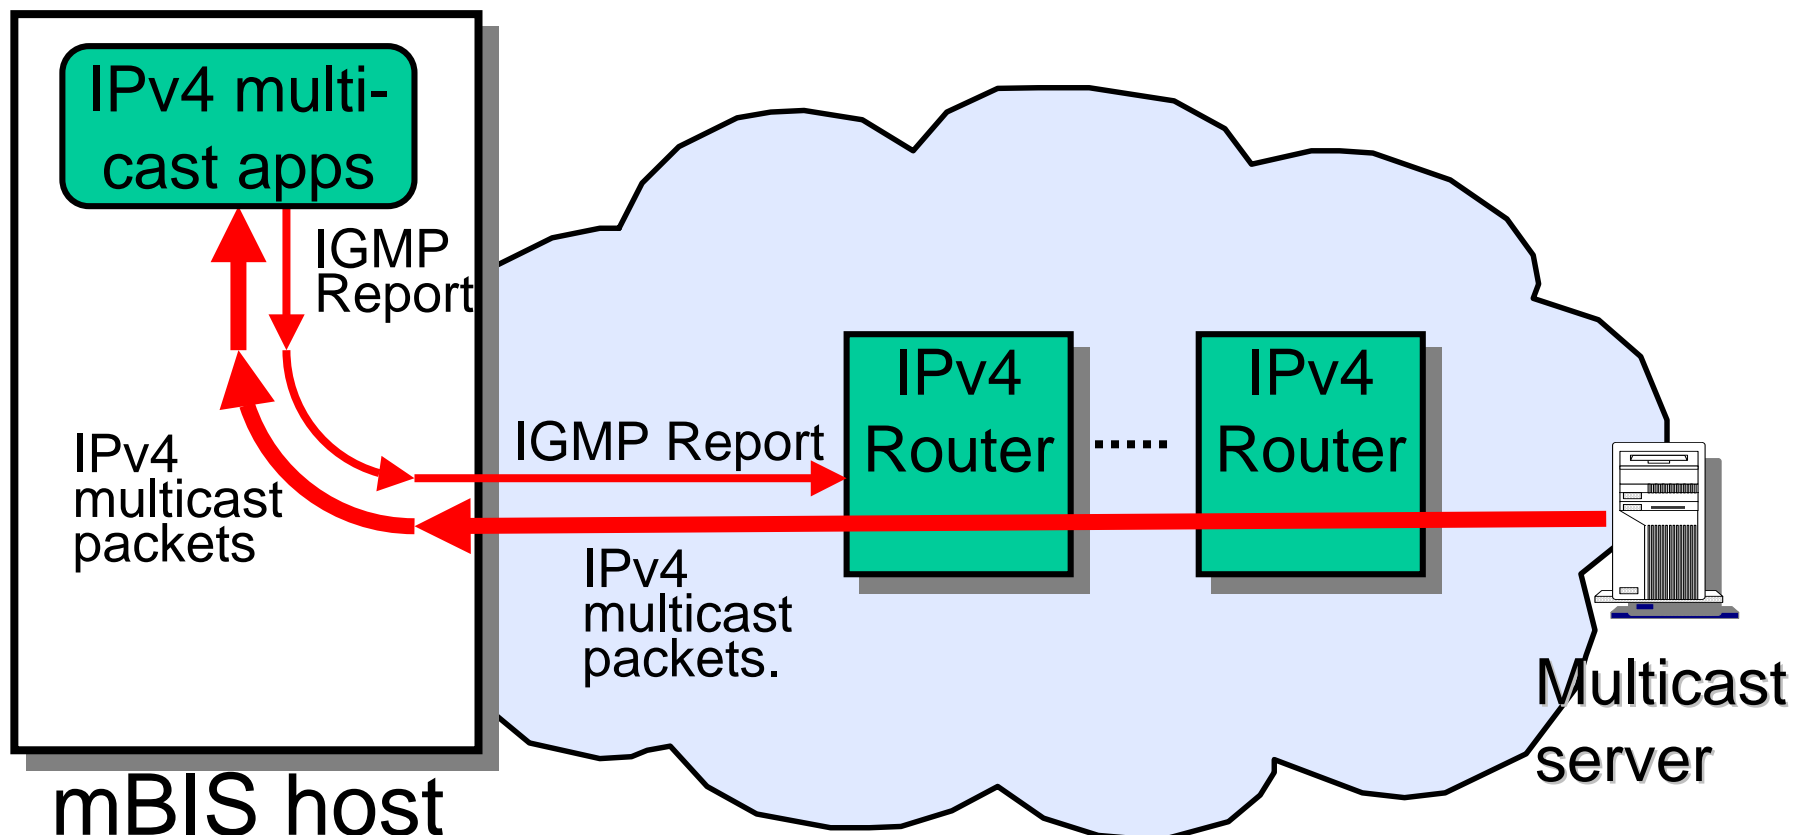 IPv4 multi-
cast apps
IGMP
Report
IPv4
multicast
packets
mBIS host
IGMP Report
IPv4
multicast
packets.
IPv4
Router
.....
IPv4
Router
Multicast
server